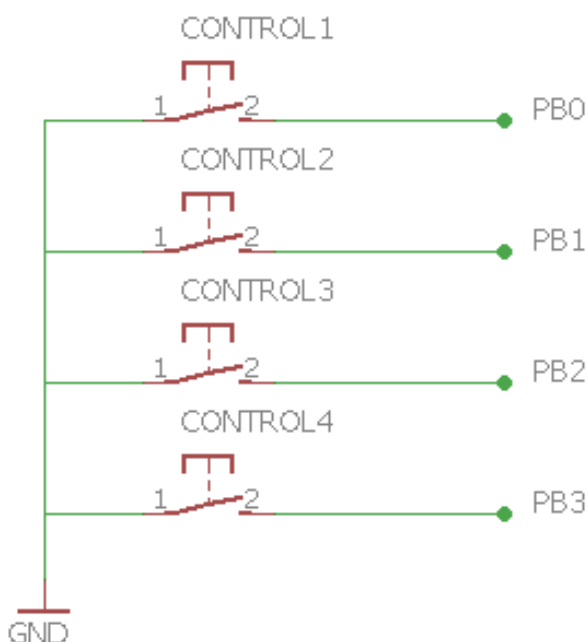 CONTROL1
1 2 PB0
CONTROL2
1 2 PB1
CONTROL3
1 2 PB2
CONTROL4
1 2 PB3
GND